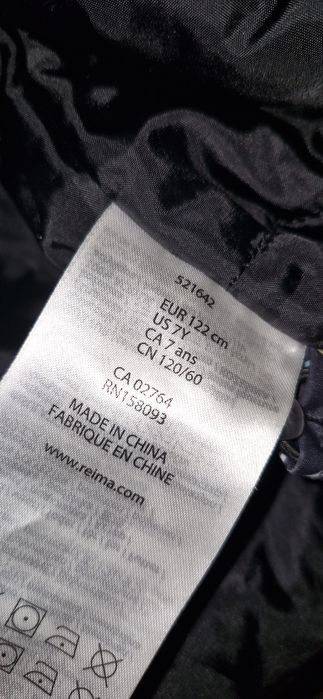 521642
EUR 122 cm
US 7Y
CA 7 ans
CN 120/60
CA 02764
RN158093
MADE IN CHINA
FABRIQUE EN CHINE
www.reima.com